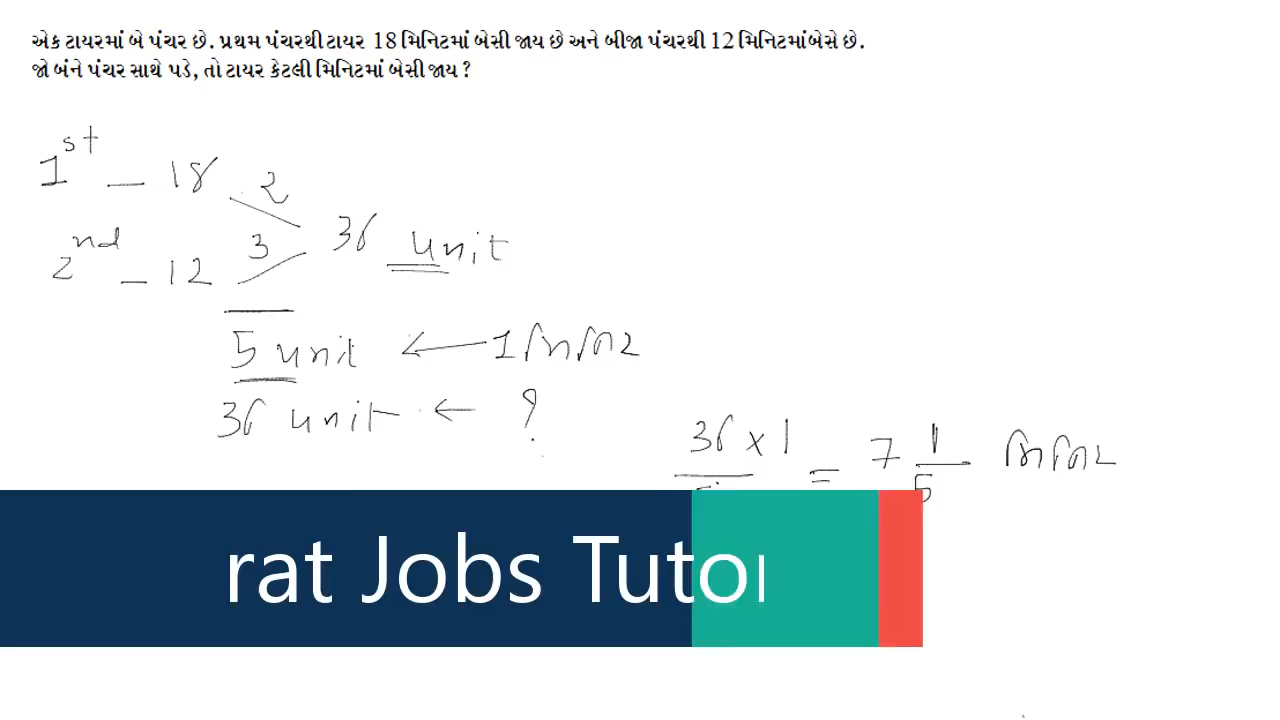 એક ટાયરમાં બે પંચર છે. પ્રથમ પંચરથી ટાયર 18 મિનિટમાં બેસી જાય છે અને બીજા પંચરથી 12 મિનિટમાંબેસે છે.
જો બંને પંચર સાથે પડે, તો ટાયર કેટલી મિનિટમાં બેસી જાય ?
1st – 18 2
36 unit
2nd – 12 3
5 unit ← 1 મિનિટ
36 unit ← ?
36 x 1 = 7 1/5 મિનિટ
rat Jobs Tutor